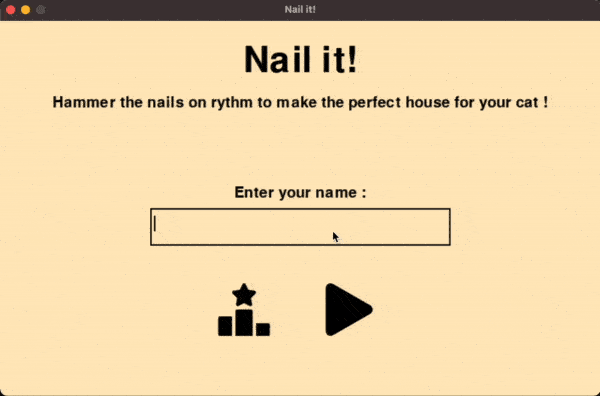 Nail it!
Nail it!
Hammer the nails on rythm to make the perfect house for your cat !
Enter your name :